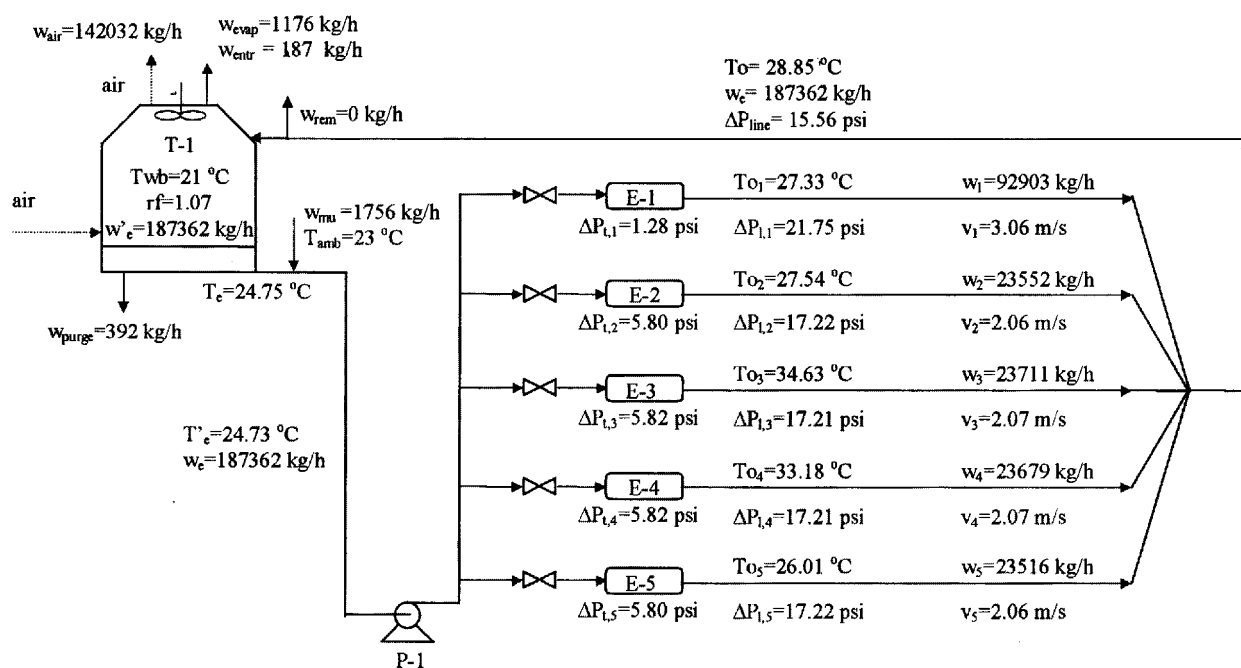 w_air=142032 kg/h
w_evap=1176 kg/h
w_entr = 187 kg/h
air
w_rem=0 kg/h
To= 28.85 °C
w_e= 187362 kg/h
ΔP_line= 15.56 psi
T-1
Twb=21 °C
rf=1.07
w'_e=187362 kg/h
air
w_mu=1756 kg/h
T_amb=23 °C
T_e=24.75 °C
w_purge=392 kg/h
T'_e=24.73 °C
w_e=187362 kg/h
P-1
E-1
To_1=27.33 °C
w_1=92903 kg/h
ΔP_t,1=1.28 psi
ΔP_l,1=21.75 psi
v_1=3.06 m/s
E-2
To_2=27.54 °C
w_2=23552 kg/h
ΔP_t,2=5.80 psi
ΔP_l,2=17.22 psi
v_2=2.06 m/s
E-3
To_3=34.63 °C
w_3=23711 kg/h
ΔP_t,3=5.82 psi
ΔP_l,3=17.21 psi
v_3=2.07 m/s
E-4
To_4=33.18 °C
w_4=23679 kg/h
ΔP_t,4=5.82 psi
ΔP_l,4=17.21 psi
v_4=2.07 m/s
E-5
To_5=26.01 °C
w_5=23516 kg/h
ΔP_t,5=5.80 psi
ΔP_l,5=17.22 psi
v_5=2.06 m/s